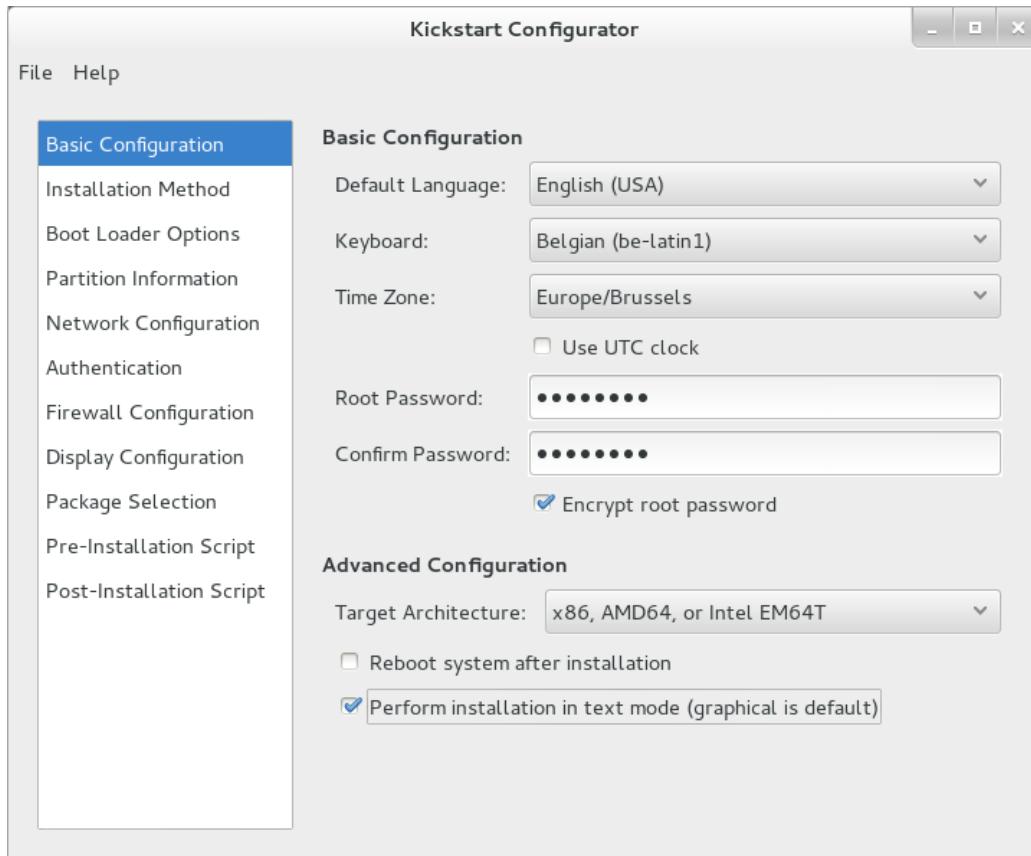 Kickstart Configurator
File Help
Basic Configuration
Installation Method
Boot Loader Options
Partition Information
Network Configuration
Authentication
Firewall Configuration
Display Configuration
Package Selection
Pre-Installation Script
Post-Installation Script
Basic Configuration
Default Language: English (USA)
Keyboard: Belgian (be-latin1)
Time Zone: Europe/Brussels
Use UTC clock
Root Password: ●●●●●●●●
Confirm Password: ●●●●●●●●
Encrypt root password
Advanced Configuration
Target Architecture: x86, AMD64, or Intel EM64T
Reboot system after installation
Perform installation in text mode (graphical is default)